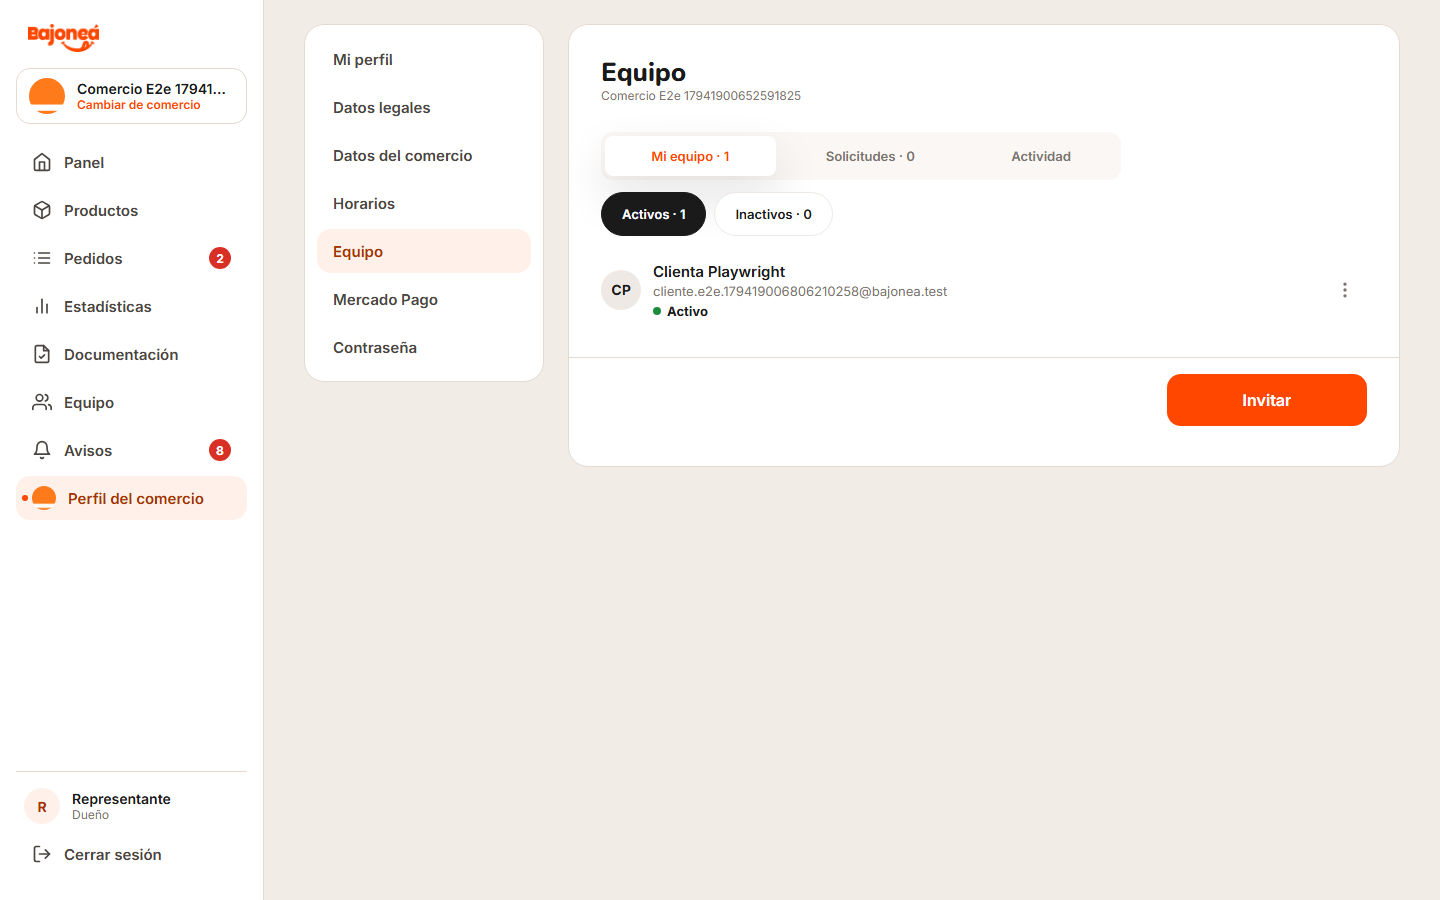 Bajoneá
Comercio E2e 17941...
Cambiar de comercio
Panel
Productos
Pedidos 2
Estadísticas
Documentación
Equipo
Avisos 8
Perfil del comercio
R
Representante
Dueño
Cerrar sesión
Mi perfil
Datos legales
Datos del comercio
Horarios
Equipo
Mercado Pago
Contraseña
Equipo
Comercio E2e 17941900652591825
Mi equipo · 1 Solicitudes · 0 Actividad
Activos · 1 Inactivos · 0
CP
Clienta Playwright
cliente.e2e.179419006806210258@bajonea.test
Activo
Invitar